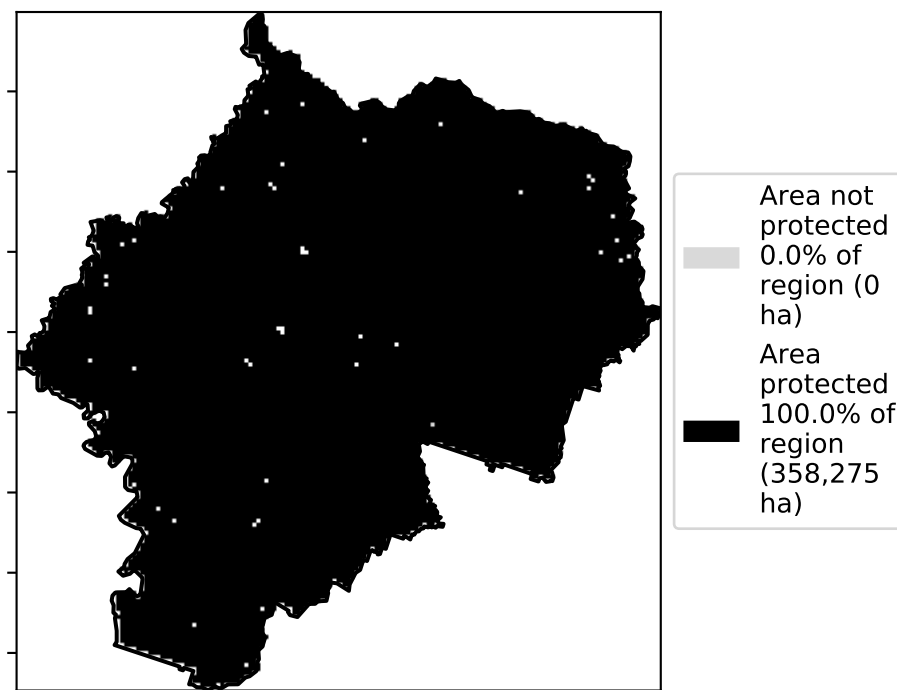 Area not
protected
0.0% of
region (0
ha)
Area
protected
100.0% of
region
(358,275
ha)